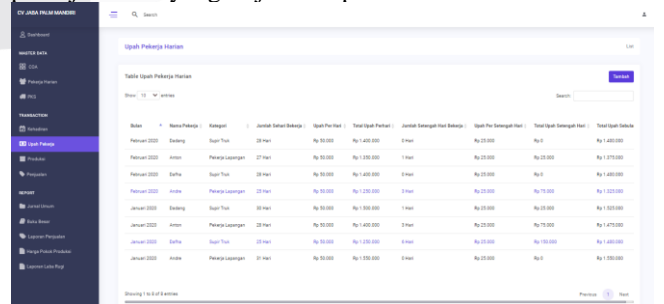 CV JASA PALM MANDIRI
Search
Dashboard
MASTER DATA
COA
Pekerja Harian
PKS
TRANSACTION
Kehadiran
Upah Pekerja
Produksi
Penjualan
REPORT
Jurnal Umum
Buku Besar
Laporan Penjualan
Harga Pokok Produksi
Laporan Laba Rugi
Upah Pekerja Harian
List
Table Upah Pekerja Harian
Tambah
Show 10 entries
Search:
Bulan Nama Pekerja Kategori Jumlah Sehari Bekerja Upah Per Hari Total Upah Perhari Jumlah Setengah Hari Bekerja Upah Per Setengah Hari Total Upah Setengah Hari Total Upah Sebula
Februari 2020 Dadang Supir Truk 28 Hari Rp 50.000 Rp 1.400.000 0 Hari Rp 25.000 Rp 0 Rp 1.400.000
Februari 2020 Anton Pekerja Lapangan 27 Hari Rp 50.000 Rp 1.350.000 1 Hari Rp 25.000 Rp 25.000 Rp 1.375.000
Februari 2020 Supir Truk 28 Hari Rp 50.000 Rp 1.400.000 0 Hari Rp 25.000 Rp 0 Rp 1.400.000
Februari 2020 Andre Pekerja Lapangan 25 Hari Rp 50.000 Rp 1.250.000 3 Hari Rp 25.000 Rp 75.000 Rp 1.325.000
Januari 2020 Dadang Supir Truk 30 Hari Rp 50.000 Rp 1.500.000 1 Hari Rp 25.000 Rp 25.000 Rp 1.525.000
Januari 2020 Anton Pekerja Lapangan 28 Hari Rp 50.000 Rp 1.400.000 3 Hari Rp 25.000 Rp 75.000 Rp 1.475.000
Januari 2020 Supir Truk 25 Hari Rp 50.000 Rp 1.250.000 Rp 25.000 Rp 150.000 Rp 1.400.000
Januari 2020 Andre Pekerja Lapangan 31 Hari Rp 50.000 Rp 1.550.000 0 Hari Rp 25.000 Rp 0 Rp 1.550.000
Showing 1 to 8 of 8 entries
Previous 1 Next